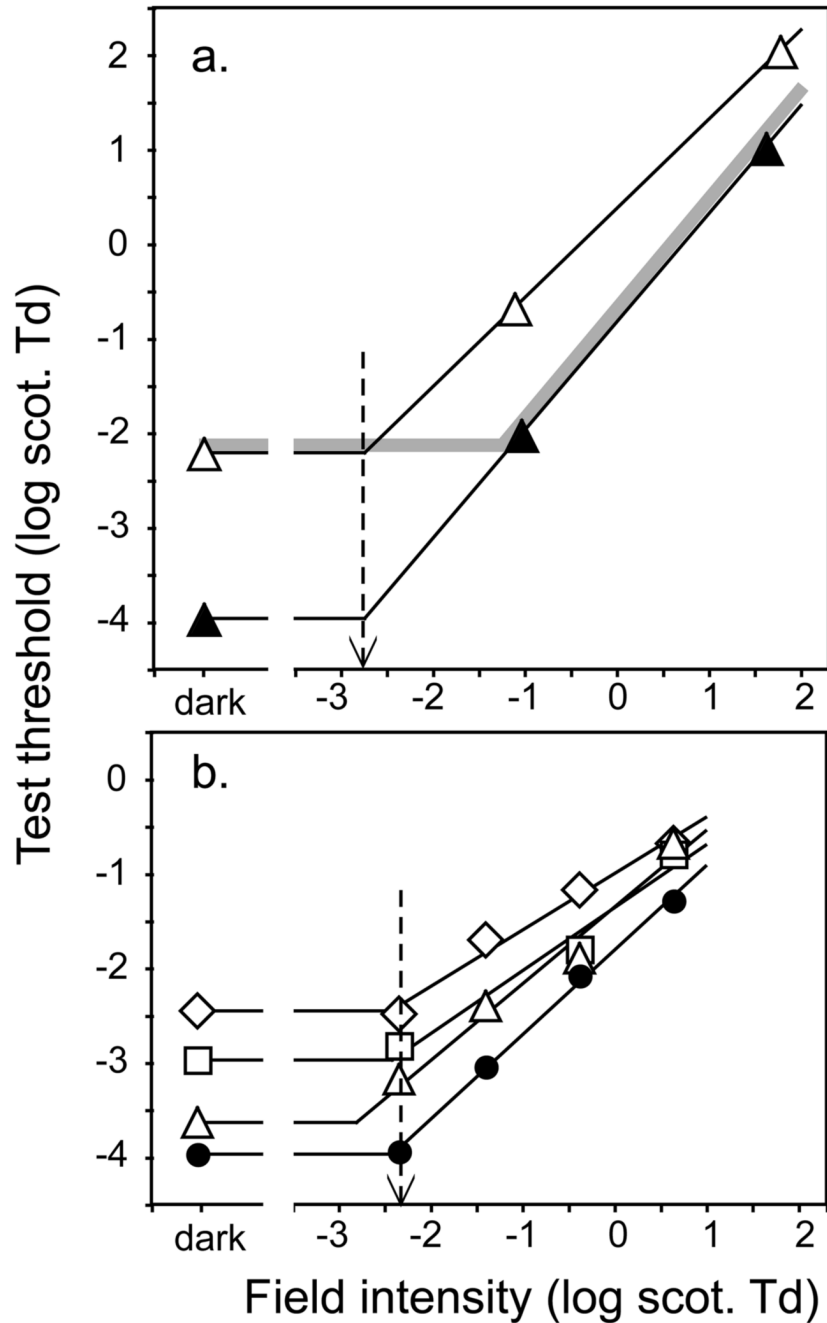 a.
2
1
0
-1
-2
-3
-4
dark -3 -2 -1 0 1 2
b.
0
-1
-2
-3
-4
dark -3 -2 -1 0 1 2
Test threshold (log scot. Td)
Field intensity (log scot. Td)